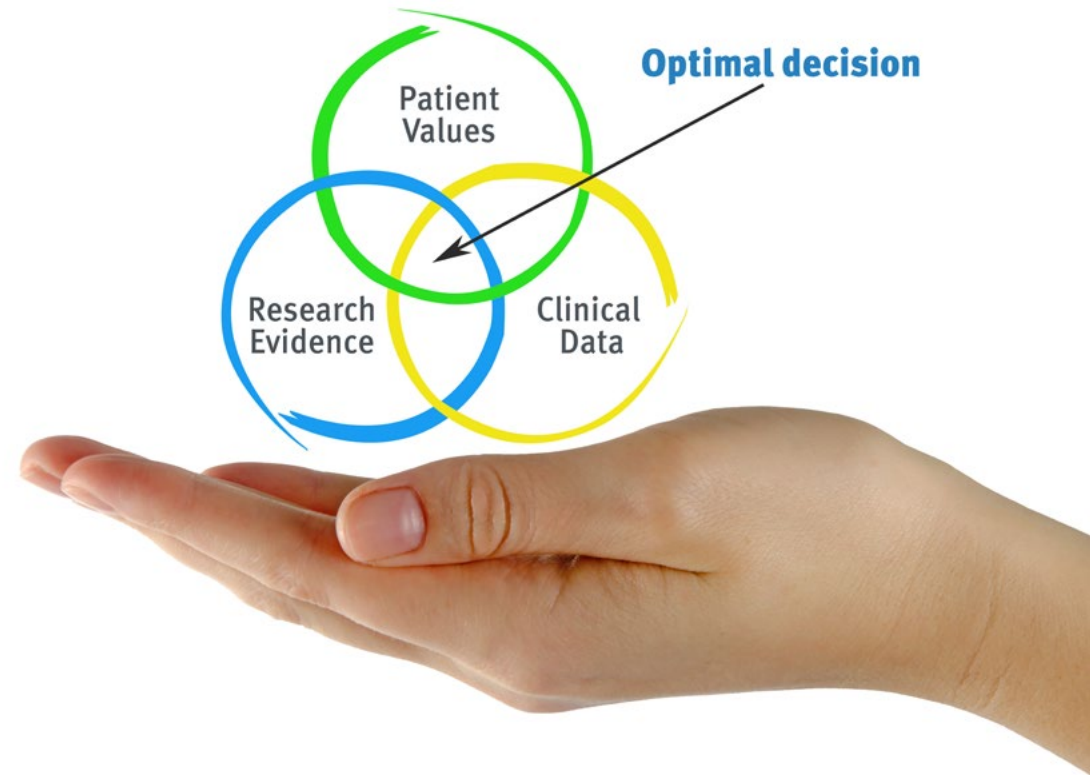 Optimal decision
Patient
Values
Research
Evidence
Clinical
Data